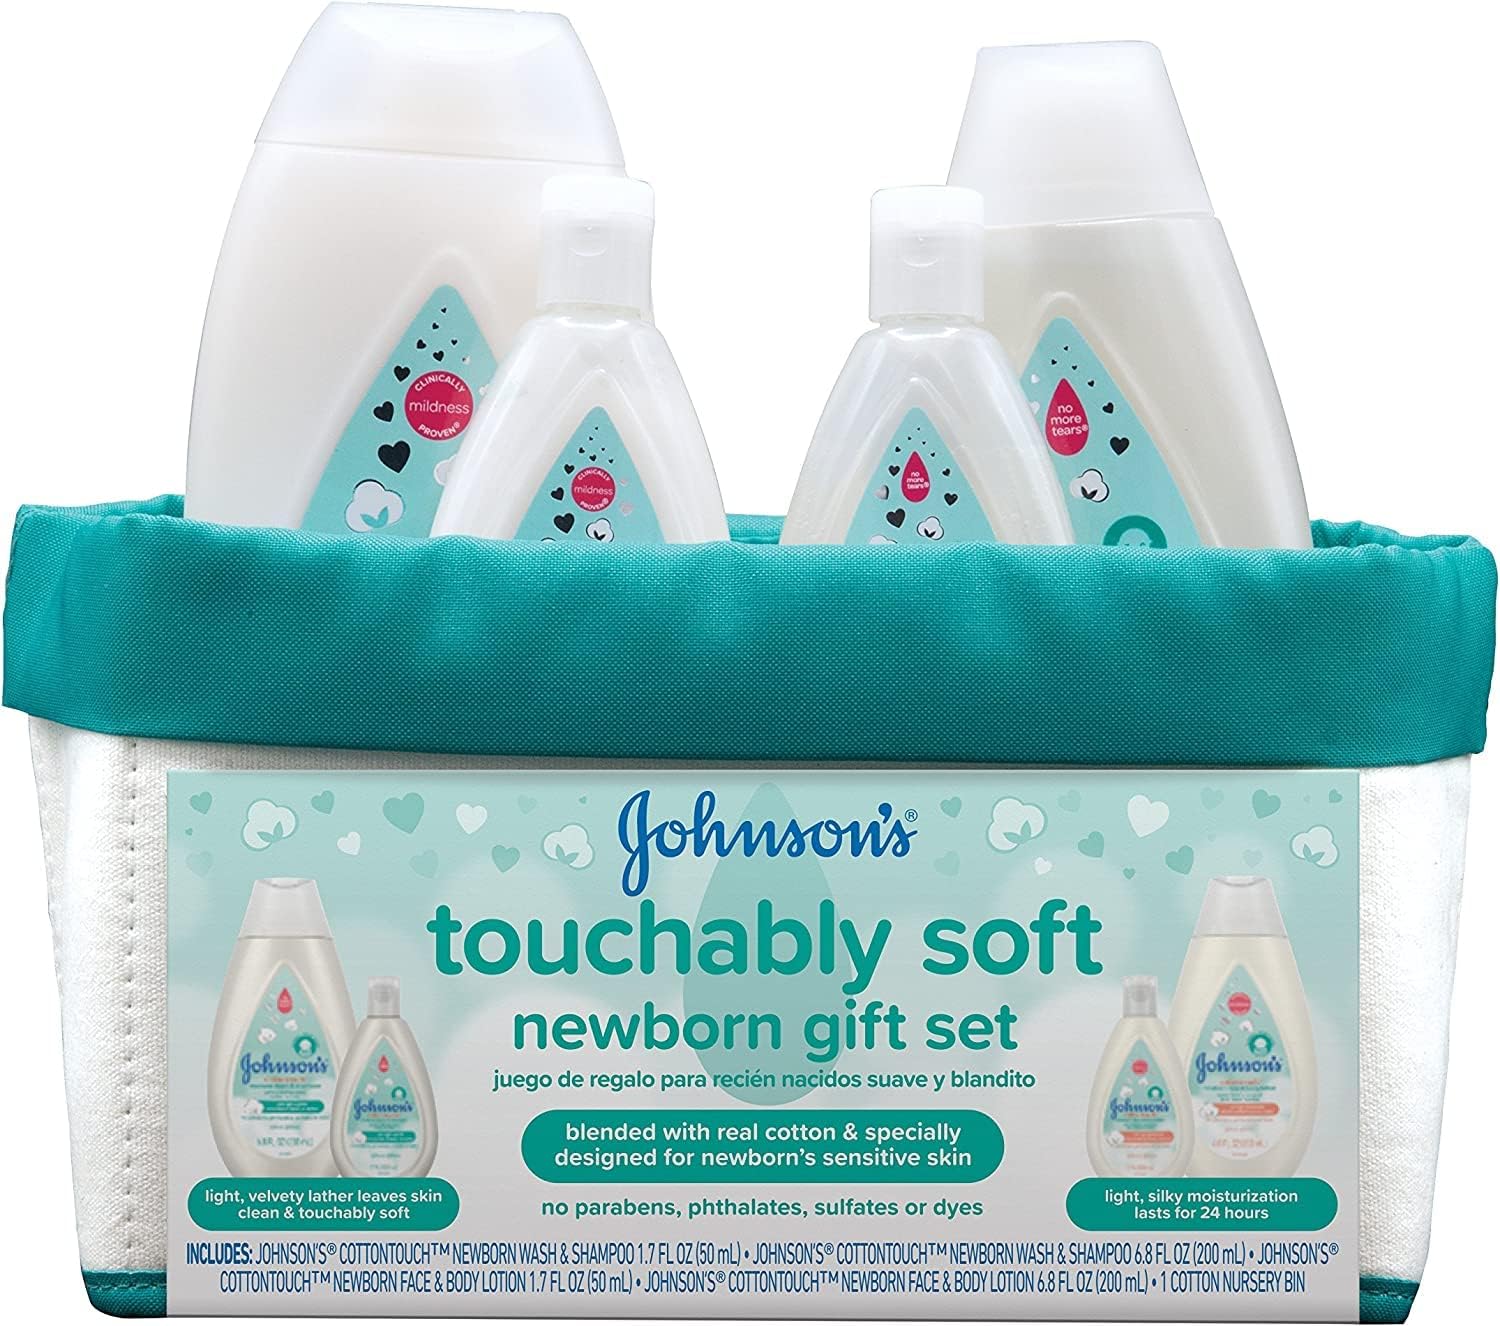 CLINICALLY
mildness
PROVEN®
CLINICALLY
mildness
PROVEN®
no
more
tears®
no
more
tears®
Johnson's®
touchably soft
newborn gift set
juego de regalo para recién nacidos suave y blandito
blended with real cotton & specially
designed for newborn's sensitive skin
no parabens, phthalates, sulfates or dyes
Johnson's
Johnson's
light, velvety lather leaves skin
clean & touchably soft
Johnson's
Johnson's
light, silky moisturization
lasts for 24 hours
INCLUDES: JOHNSON'S® COTTONTOUCH™ NEWBORN WASH & SHAMPOO 1.7 FL OZ (50 mL) • JOHNSON'S® COTTONTOUCH™ NEWBORN WASH & SHAMPOO 6.8 FL OZ (200 mL) • JOHNSON'S®
COTTONTOUCH™ NEWBORN FACE & BODY LOTION 1.7 FL OZ (50 mL) • JOHNSON'S® COTTONTOUCH™ NEWBORN FACE & BODY LOTION 6.8 FL OZ (200 mL) • 1 COTTON NURSERY BIN